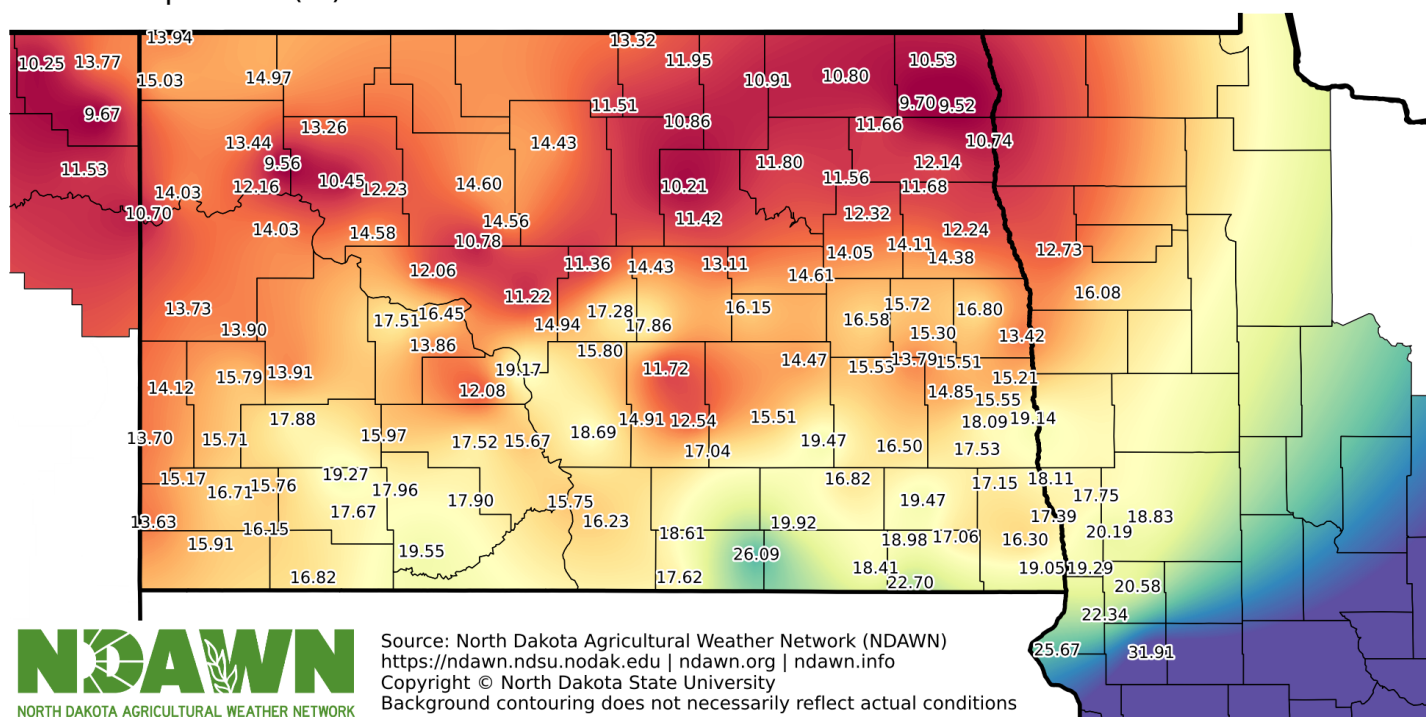 13.94
13.32
10.25 13.77 11.95 10.53
15.03 14.97 10.91 10.80
9.67 11.51 9.70 9.52
13.26 10.86 11.66
13.44 14.43 10.74
11.53 9.56 11.80 12.14
14.03 12.16 10.45 12.23 14.60 10.21 11.56 11.68
10.70 14.56 11.42 12.32
14.03 14.58 10.78 12.24
14.05 14.11 14.38 12.73
12.06 11.36 14.43 13.11 14.61
11.22 16.08
13.73 17.51 16.45 17.28 16.15 15.72 16.80
13.90 14.94 17.86 16.58 15.30 13.42
13.86 15.80
14.12 15.79 13.91 19.17 11.72 14.47 15.53 13.79 15.51
12.08 14.85 15.21
15.55
17.88 14.91 12.54 15.51 18.09 19.14
13.70 15.71 15.97 17.52 15.67 18.69 19.47
17.04 16.50 17.53
15.17 19.27 16.82 17.15 18.11
16.71 15.76 17.96 17.75
17.67 17.90 15.75 19.47
13.63 16.15 16.23 19.92 17.39 18.83
15.91 18.61 18.98 17.06 16.30 20.19
19.55 26.09
16.82 17.62 18.41 19.05 19.29
22.70 20.58
22.34
25.67 31.91
NDAWN
NORTH DAKOTA AGRICULTURAL WEATHER NETWORK
Source: North Dakota Agricultural Weather Network (NDAWN)
https://ndawn.ndsu.nodak.edu | ndawn.org | ndawn.info
Copyright © North Dakota State University
Background contouring does not necessarily reflect actual conditions